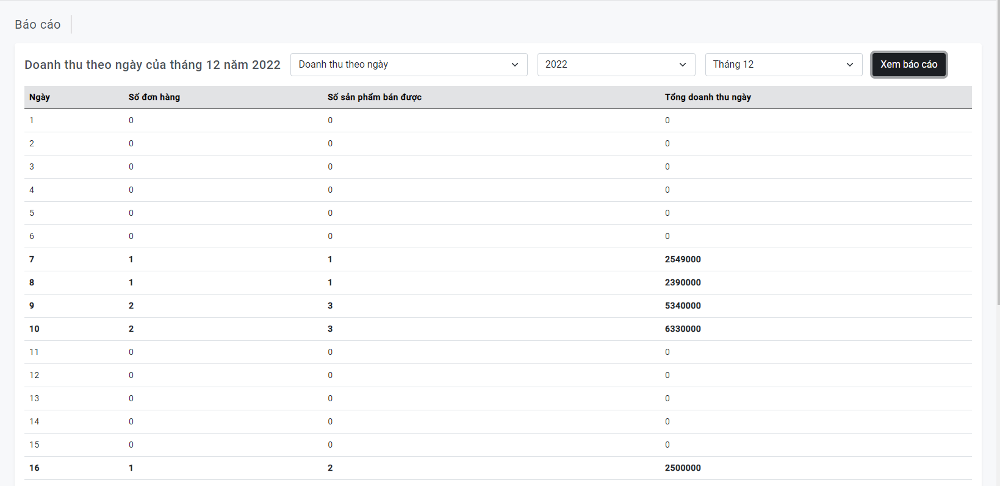 Báo cáo
Doanh thu theo ngày của tháng 12 năm 2022 Doanh thu theo ngày 2022 Tháng 12 Xem báo cáo
Ngày Số đơn hàng Số sản phẩm bán được Tổng doanh thu ngày
1 0 0 0
2 0 0 0
3 0 0 0
4 0 0 0
5 0 0 0
6 0 0 0
7 1 1 2549000
8 1 1 2390000
9 2 3 5340000
10 2 3 6330000
11 0 0 0
12 0 0 0
13 0 0 0
14 0 0 0
15 0 0 0
16 1 2 2500000